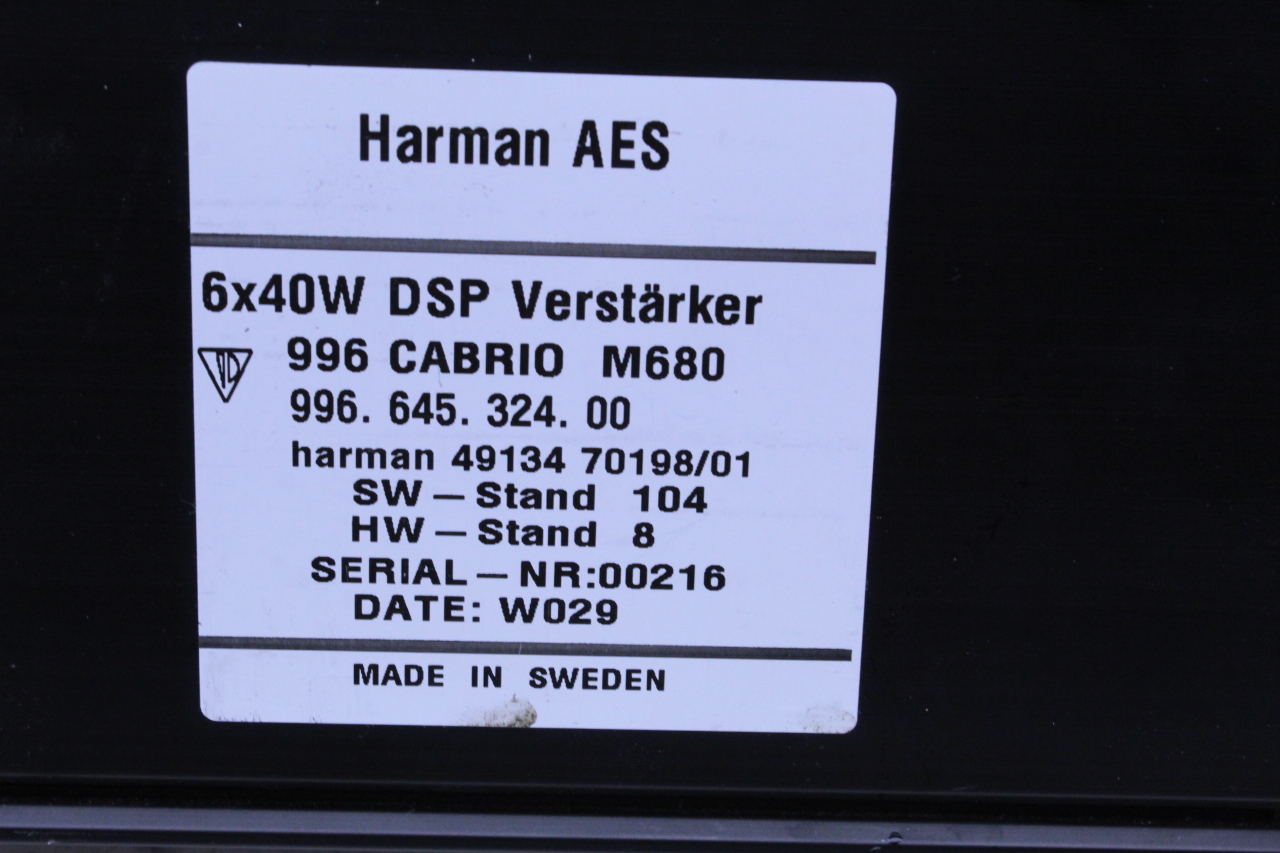 Harman AES
6x40W DSP Verstärker
996 CABRIO M680
996. 645. 324. 00
harman 49134 70198/01
SW – Stand 104
HW – Stand 8
SERIAL – NR:00216
DATE: W029
MADE IN SWEDEN